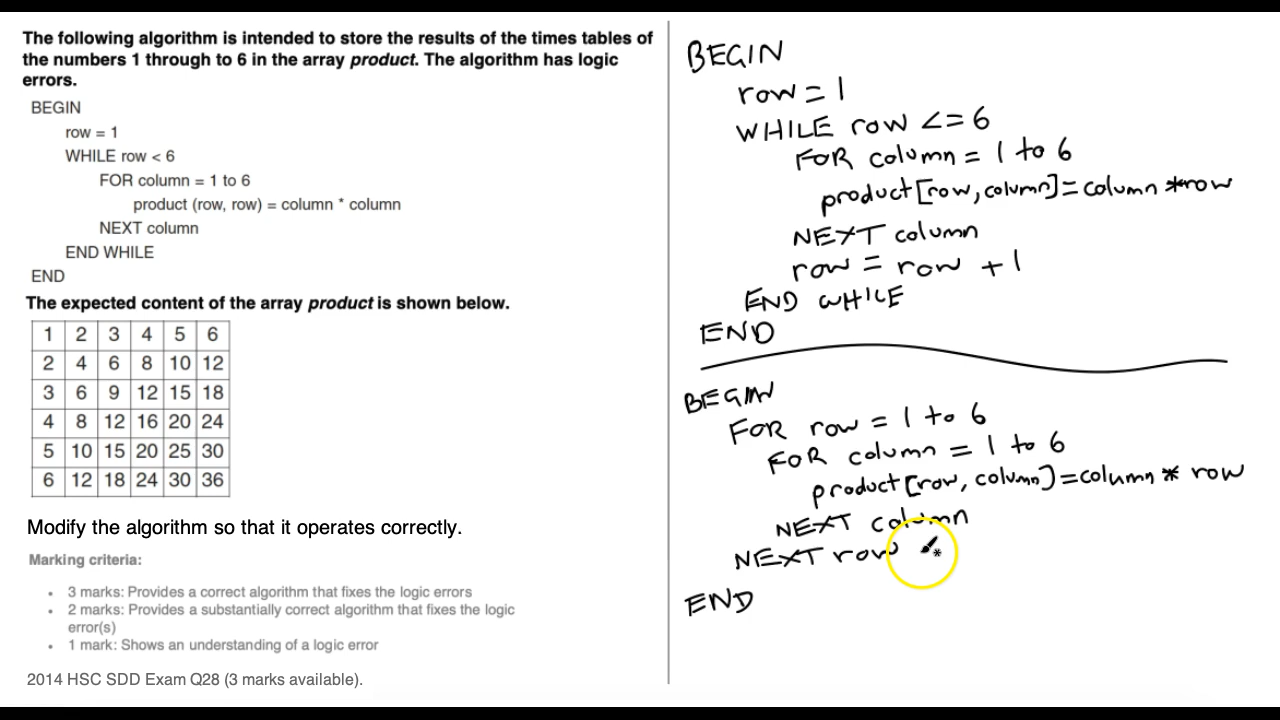 The following algorithm is intended to store the results of the times tables of
the numbers 1 through to 6 in the array product. The algorithm has logic
errors.
BEGIN
row = 1
WHILE row < 6
FOR column = 1 to 6
product (row, row) = column * column
NEXT column
END WHILE
END
The expected content of the array product is shown below.
1 2 3 4 5 6
2 4 6 8 10 12
3 6 9 12 15 18
4 8 12 16 20 24
5 10 15 20 25 30
6 12 18 24 30 36
Modify the algorithm so that it operates correctly.
Marking criteria:
• 3 marks: Provides a correct algorithm that fixes the logic errors
• 2 marks: Provides a substantially correct algorithm that fixes the logic
error(s)
• 1 mark: Shows an understanding of a logic error
2014 HSC SDD Exam Q28 (3 marks available).
BEGIN
row = 1
WHILE row <= 6
FOR column = 1 to 6
product[row, column] = column * row
NEXT column
row = row + 1
END WHILE
END
BEGIN
FOR row = 1 to 6
FOR column = 1 to 6
product[row, column] = column * row
NEXT column
NEXT row
END